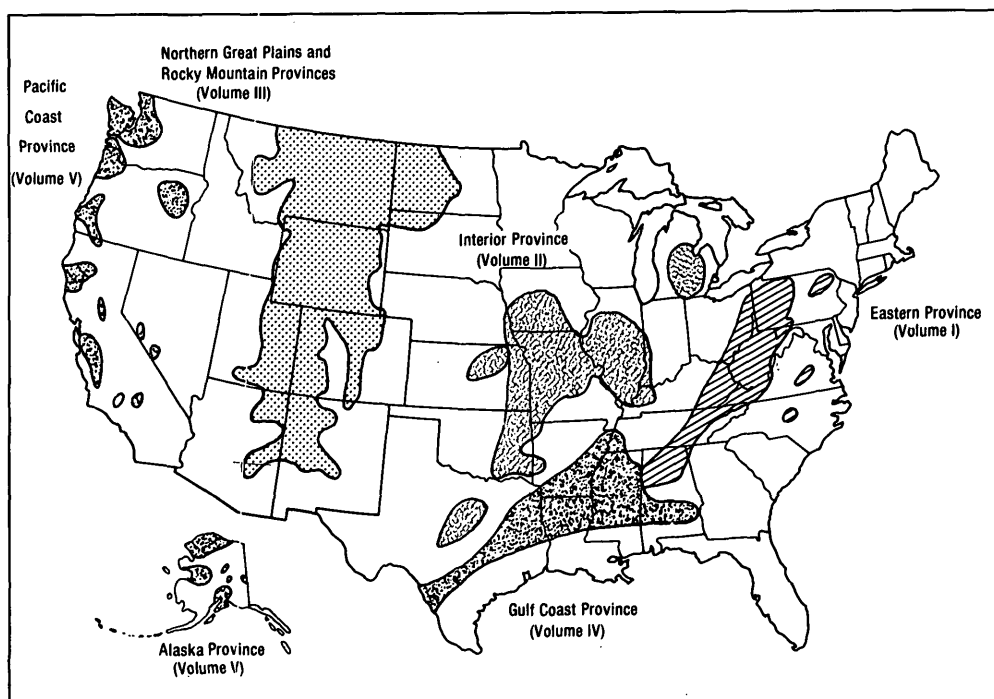 Northern Great Plains and
Rocky Mountain Provinces
(Volume III)
Pacific
Coast
Province
(Volume V)
Interior Province
(Volume II)
Eastern Province
(Volume I)
Gulf Coast Province
(Volume IV)
Alaska Province
(Volume V)